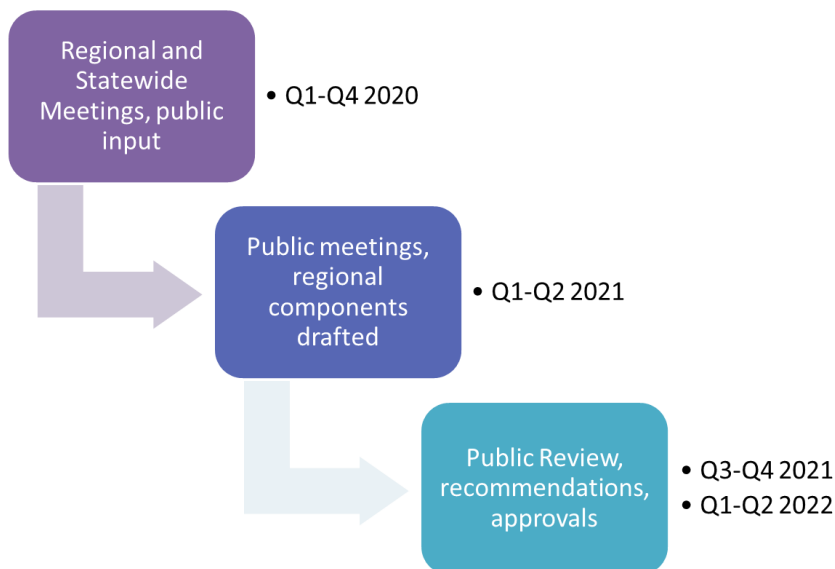 Regional and
Statewide
Meetings, public
input
• Q1-Q4 2020
Public meetings,
regional
components
drafted
• Q1-Q2 2021
Public Review,
recommendations,
approvals
• Q3-Q4 2021
• Q1-Q2 2022